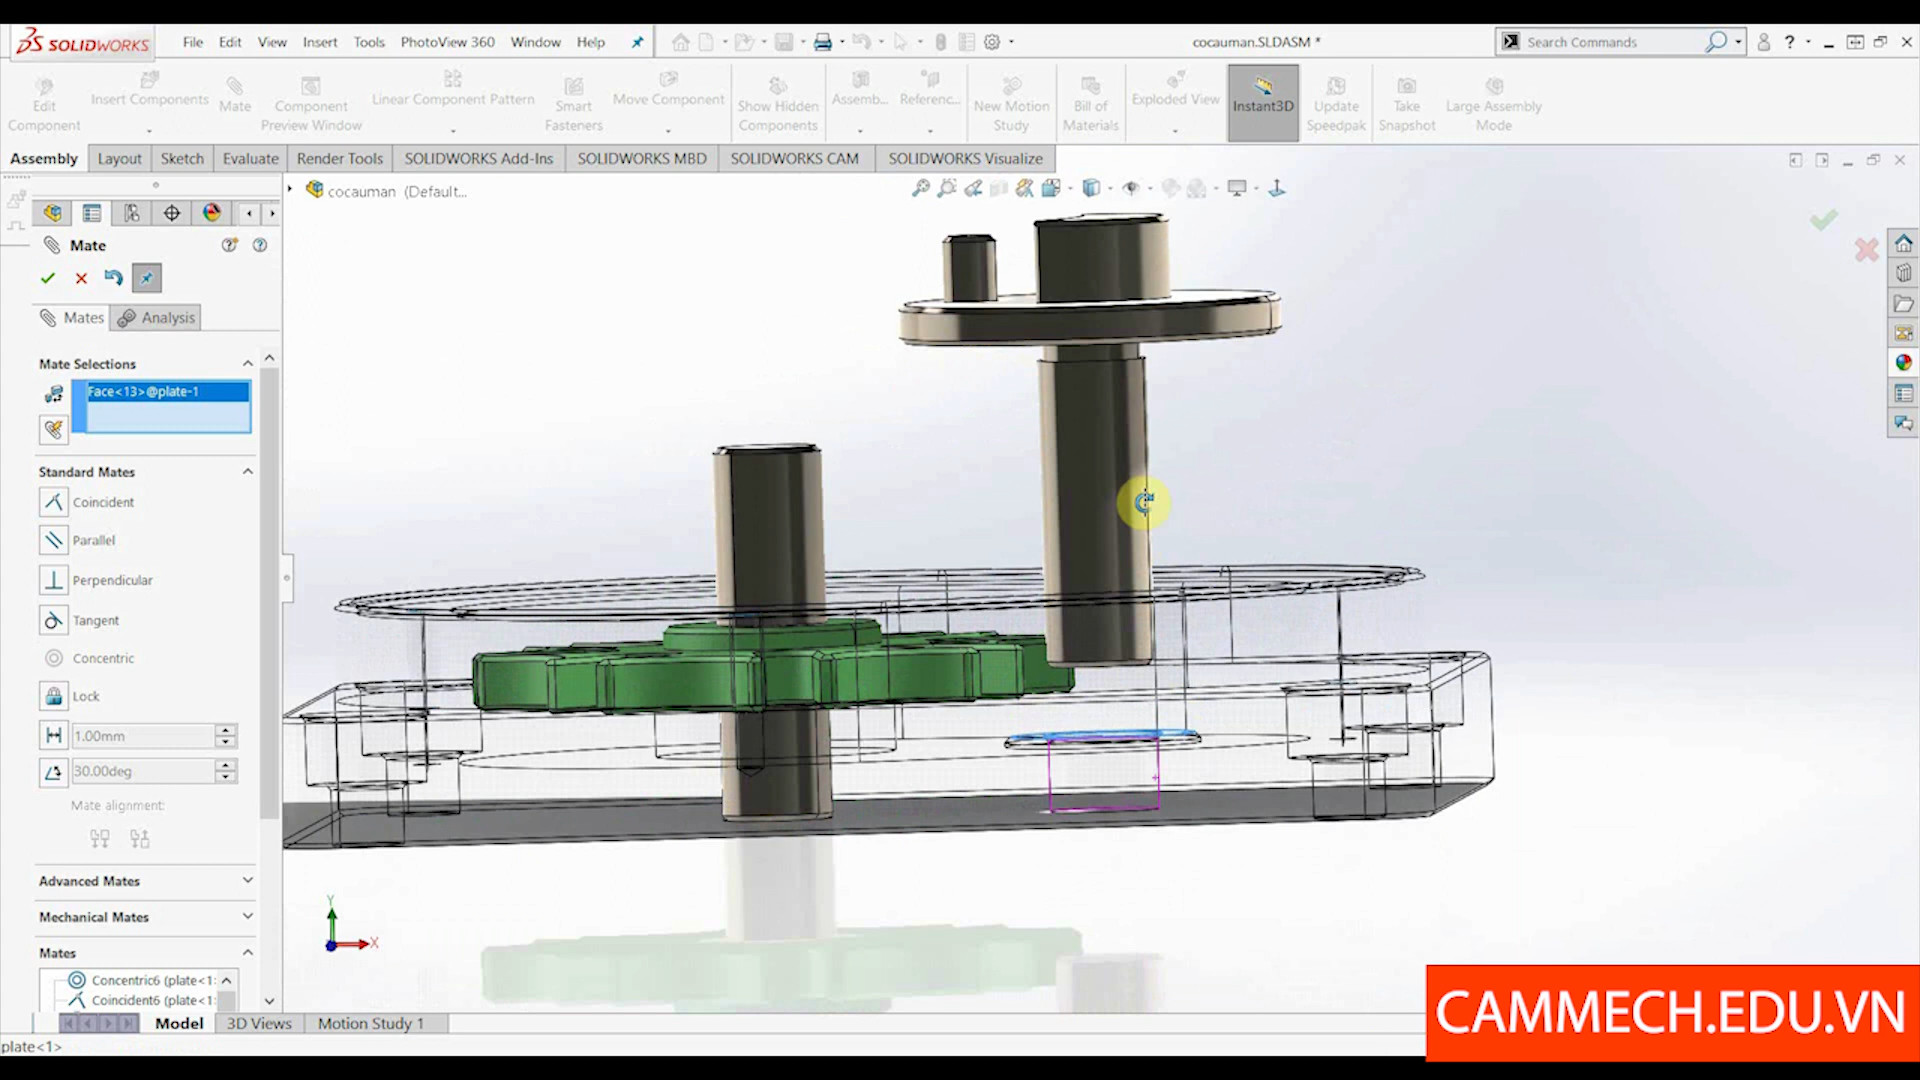 SOLIDWORKS
File Edit View Insert Tools PhotoView 360 Window Help
cocauman.SLDASM *
Search Commands
?
Edit Component
Insert Components
Mate
Component Preview Window
Linear Component Pattern
Smart Fasteners
Move Component
Show Hidden Components
Assemb...
Referenc...
New Motion Study
Bill of Materials
Exploded View
Instant3D
Update Speedpak
Take Snapshot
Large Assembly Mode
Assembly Layout Sketch Evaluate Render Tools SOLIDWORKS Add-Ins SOLIDWORKS MBD SOLIDWORKS CAM SOLIDWORKS Visualize
cocauman (Default...
Mate
Mates Analysis
Mate Selections
Face<13>@plate-1
Standard Mates
Coincident
Parallel
Perpendicular
Tangent
Concentric
Lock
1.00mm
30.00deg
Mate alignment:
Advanced Mates
Mechanical Mates
Mates
Concentric6 (plate<1:
Coincident6 (plate<1:
Y
X
Model 3D Views Motion Study 1
plate<1>
CAMMECH.EDU.VN